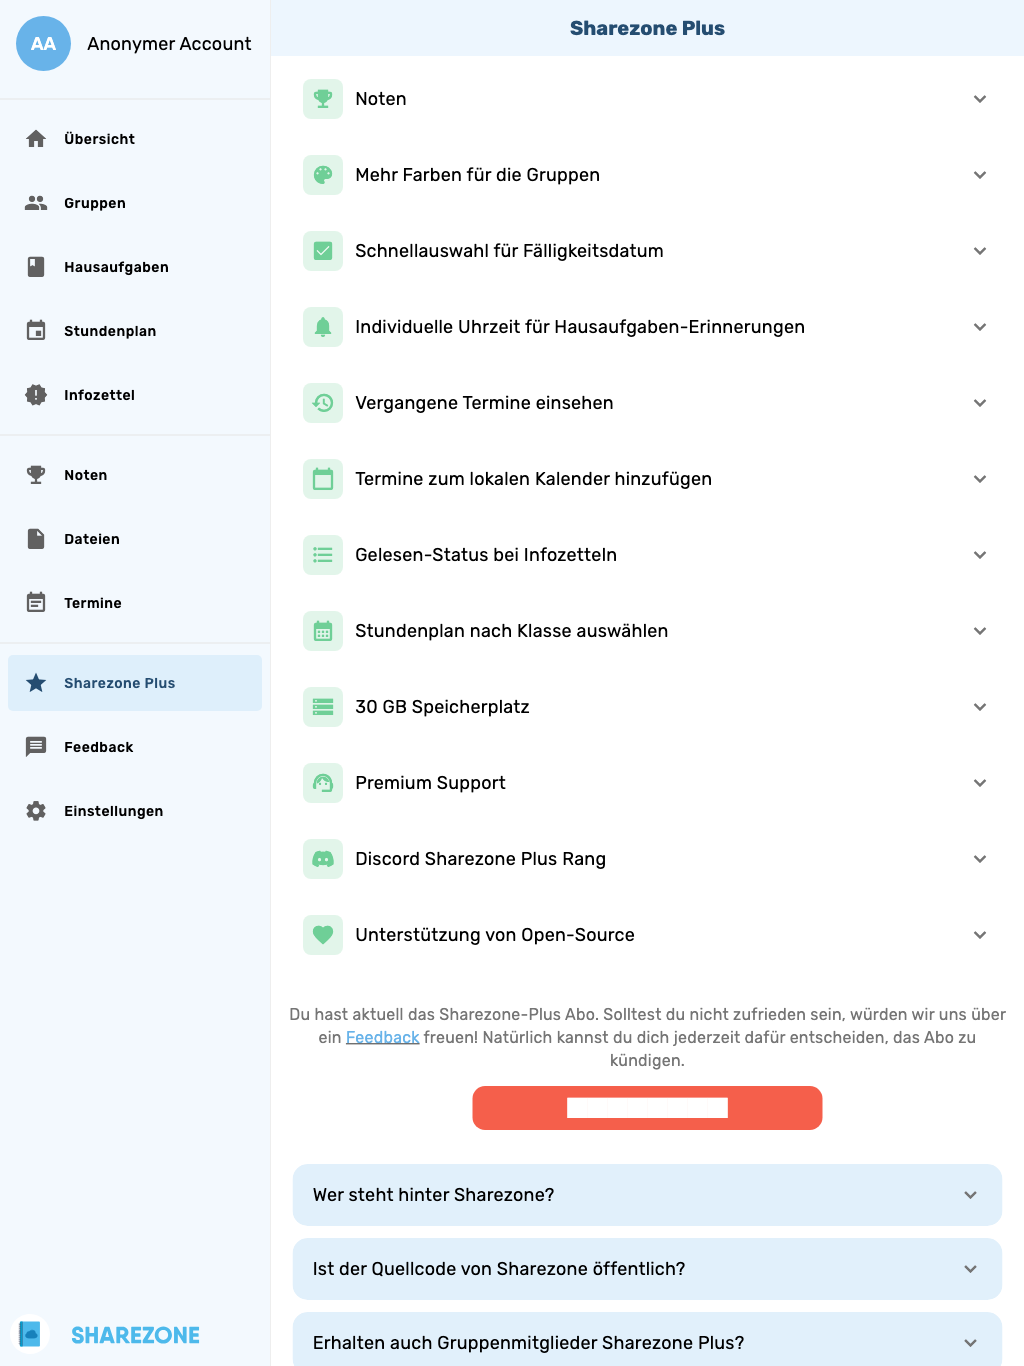 AA
Anonymer Account
Übersicht
Gruppen
Hausaufgaben
Stundenplan
Infozettel
Noten
Dateien
Termine
Sharezone Plus
Feedback
Einstellungen
SHAREZONE
Sharezone Plus
Noten
Mehr Farben für die Gruppen
Schnellauswahl für Fälligkeitsdatum
Individuelle Uhrzeit für Hausaufgaben-Erinnerungen
Vergangene Termine einsehen
Termine zum lokalen Kalender hinzufügen
Gelesen-Status bei Infozetteln
Stundenplan nach Klasse auswählen
30 GB Speicherplatz
Premium Support
Discord Sharezone Plus Rang
Unterstützung von Open-Source
Du hast aktuell das Sharezone-Plus Abo. Solltest du nicht zufrieden sein, würden wir uns über
ein Feedback freuen! Natürlich kannst du dich jederzeit dafür entscheiden, das Abo zu
kündigen.
Wer steht hinter Sharezone?
Ist der Quellcode von Sharezone öffentlich?
Erhalten auch Gruppenmitglieder Sharezone Plus?